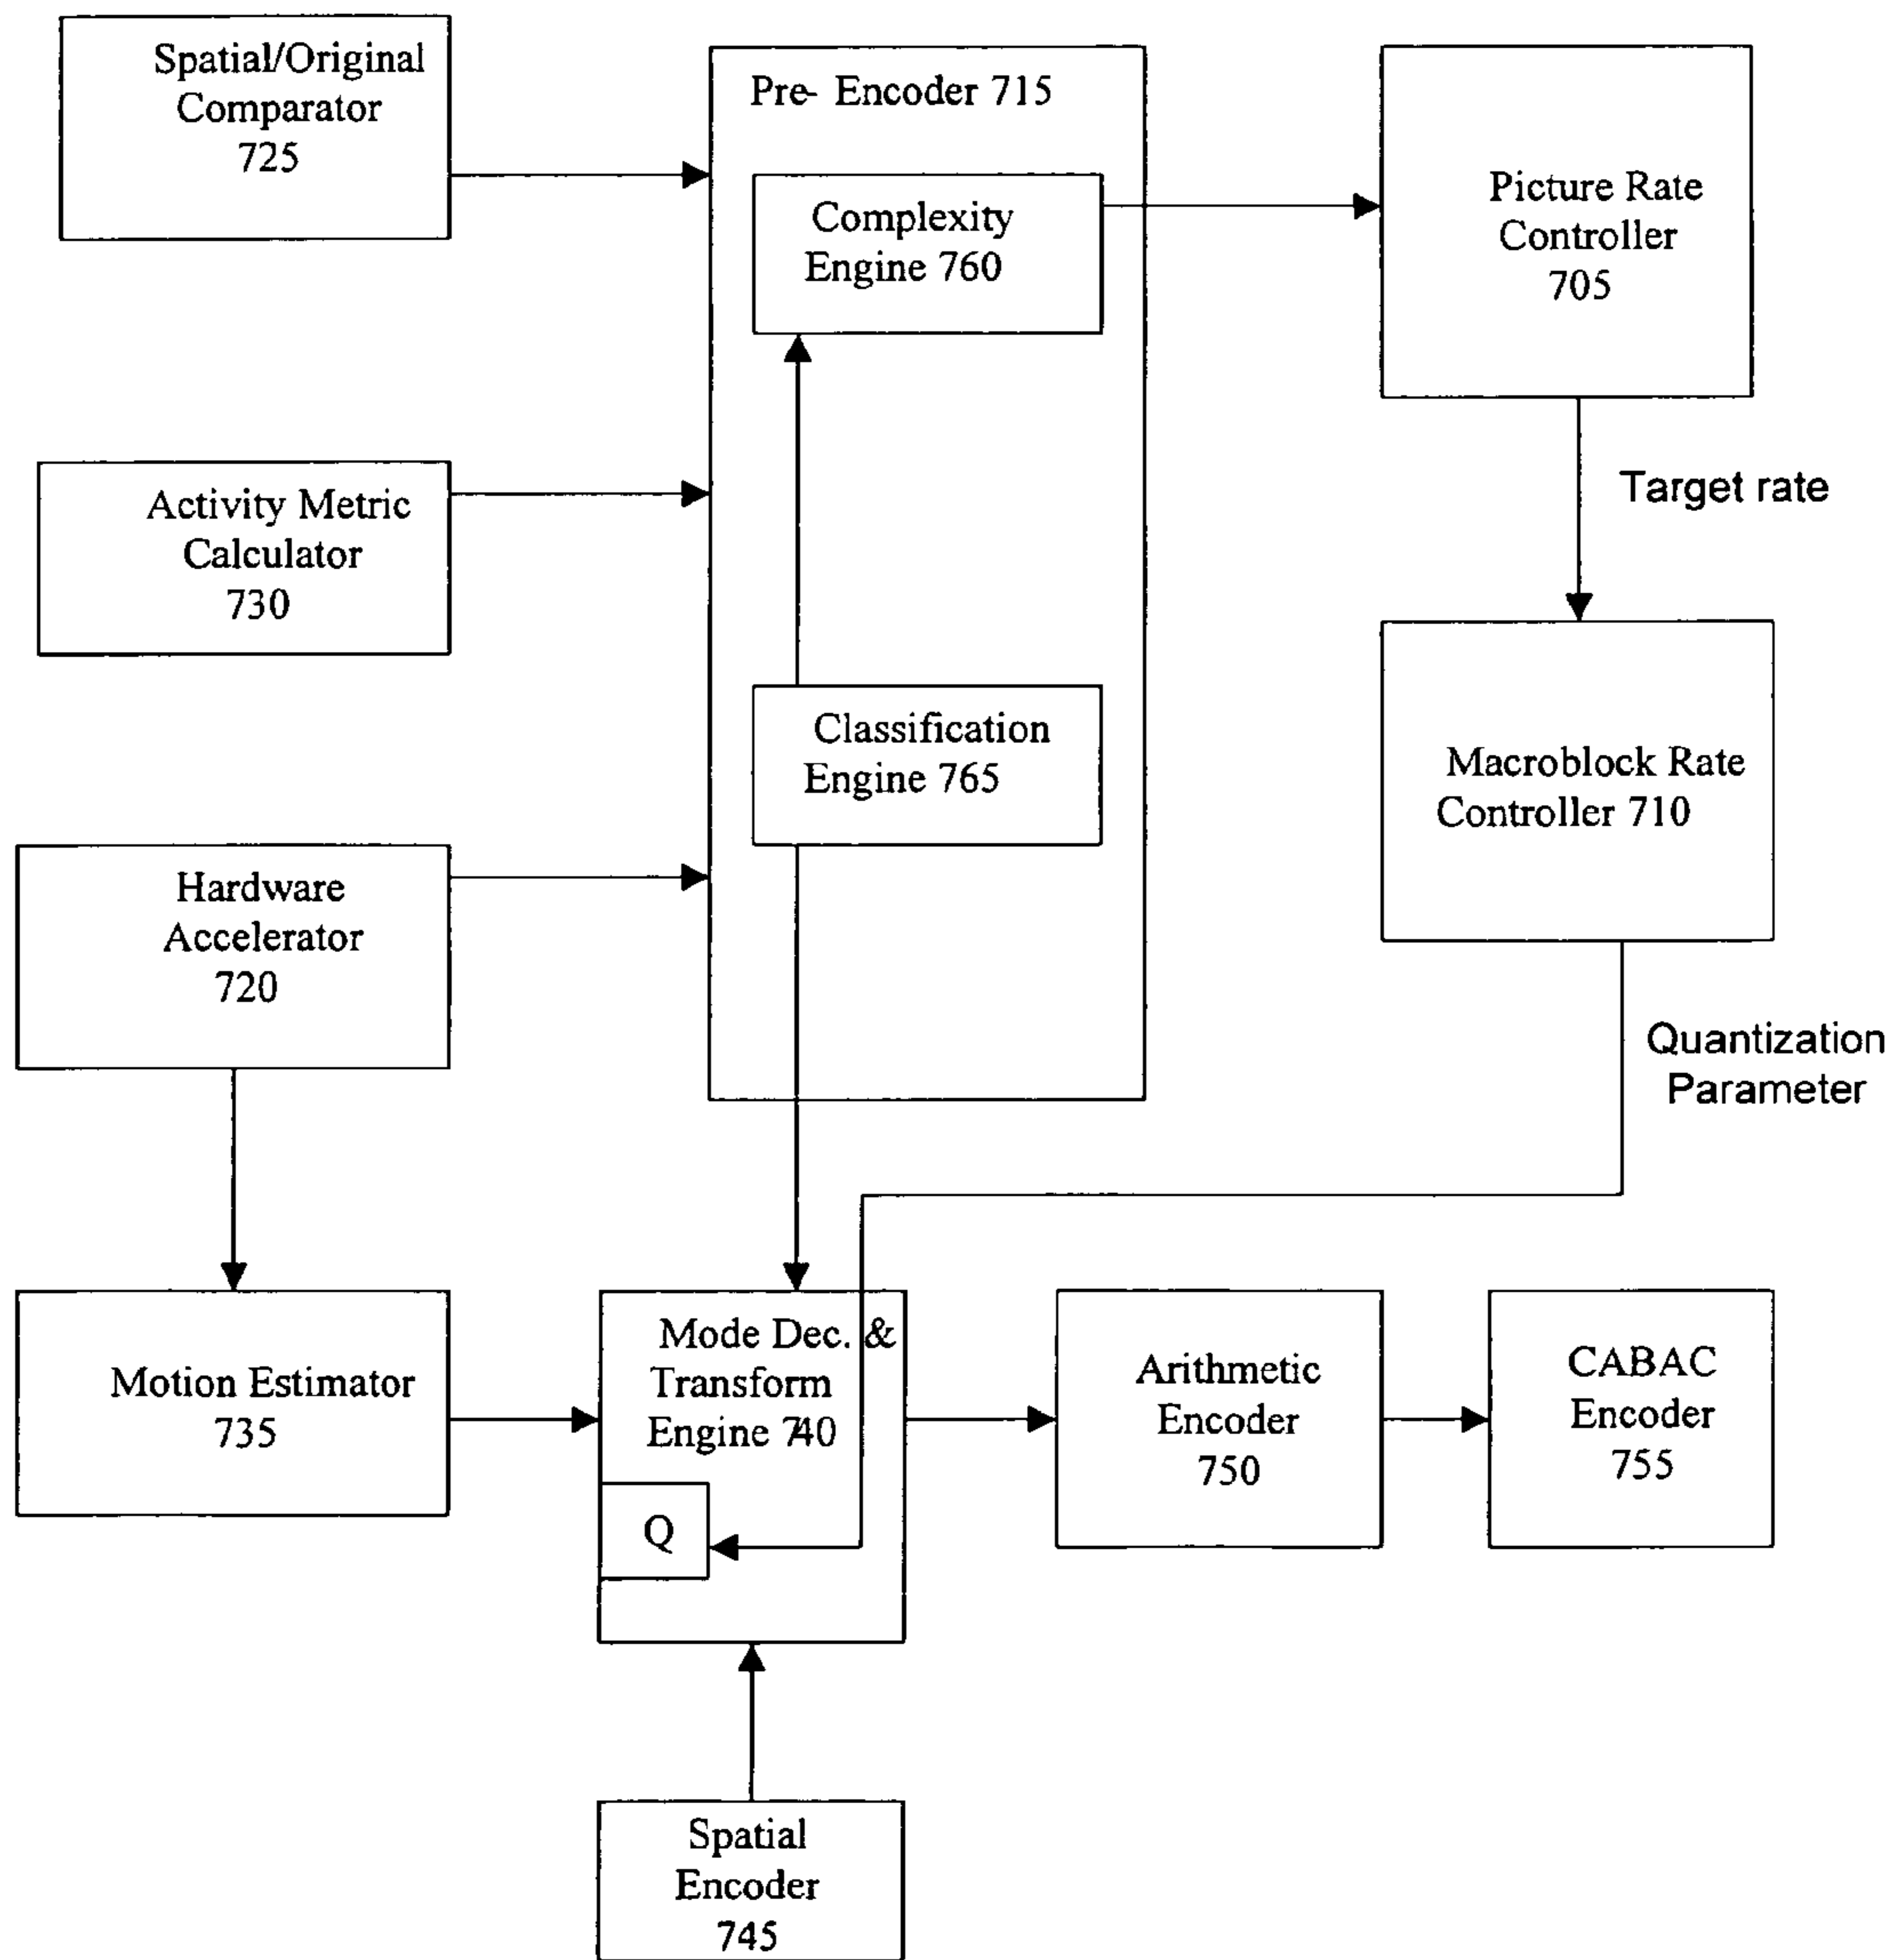 Spatial/Original
Comparator
725
Pre- Encoder 715
Complexity
Engine 760
Picture Rate
Controller
705
Target rate
Activity Metric
Calculator
730
Classification
Engine 765
Macroblock Rate
Controller 710
Hardware
Accelerator
720
Quantization
Parameter
Motion Estimator
735
Mode Dec. &
Transform
Engine 740
Q
Arithmetic
Encoder
750
CABAC
Encoder
755
Spatial
Encoder
745